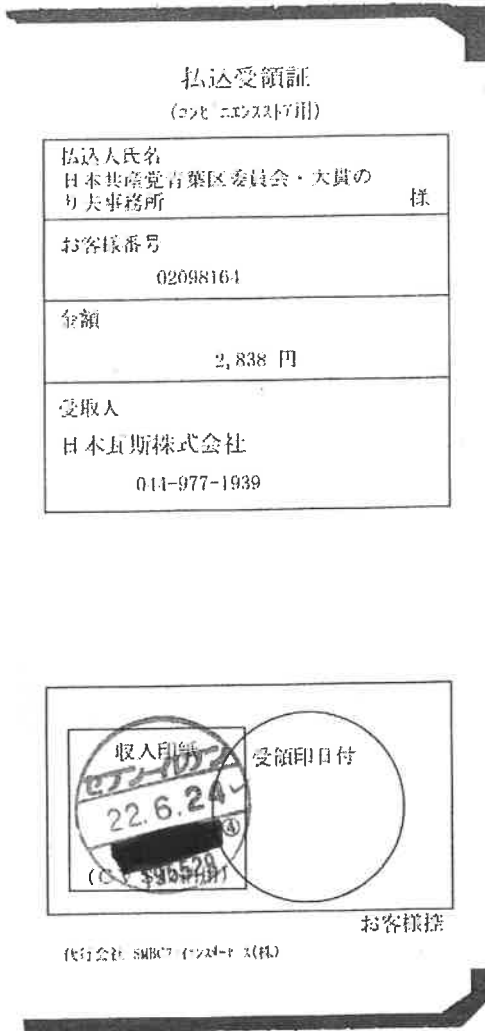 払込受領証
(コンビニエンスストア用)
払込人氏名
日本共産党青葉区委員会・大貫の
り夫事務所
様
お客様番号
02098164
金額
2,838 円
受取人
日本瓦斯株式会社
044-977-1939
収入印紙
受領印日付
セブン-イレブン
22.6.24
④
お客様控
代行会社 SMBCファイナンスサービス(株)